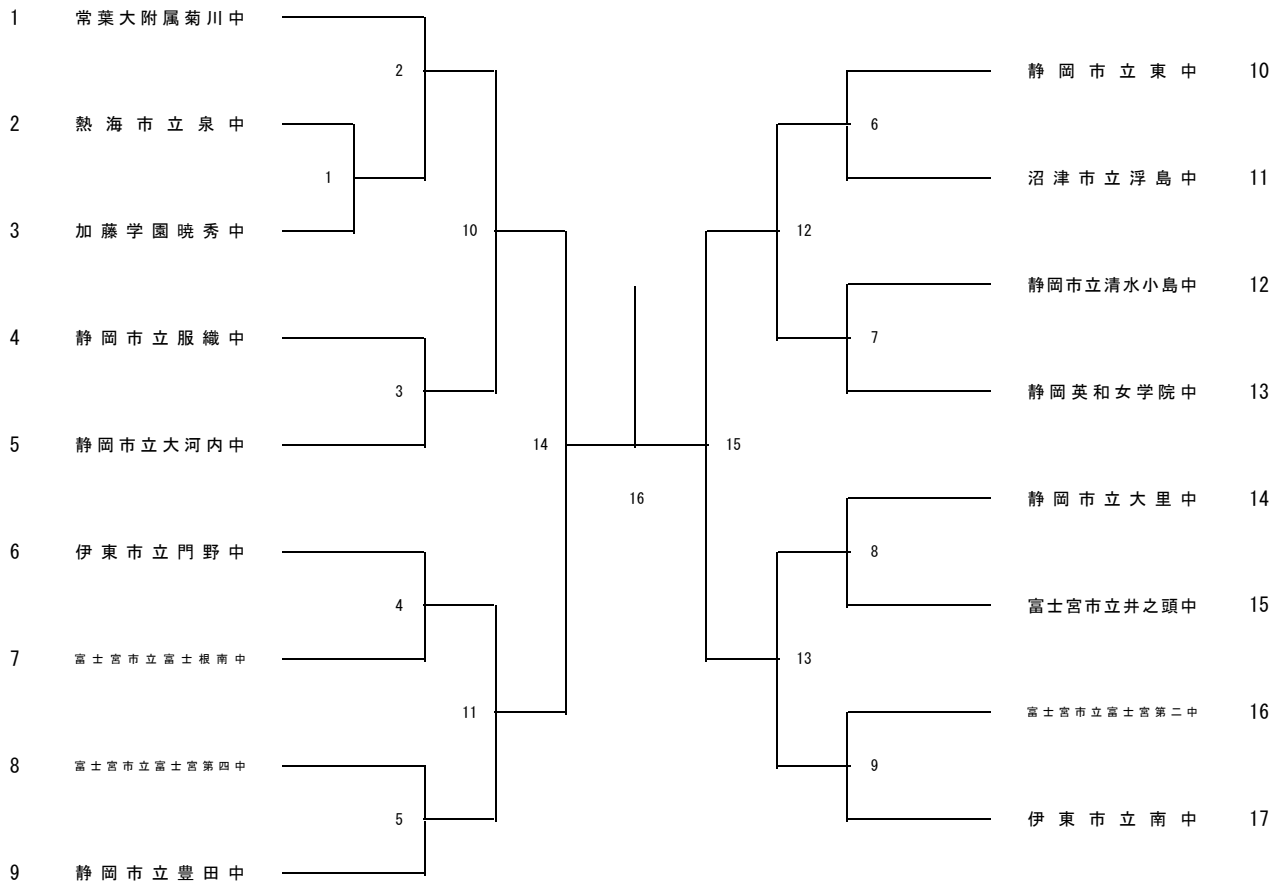 1 常葉大附属菊川中
2
2 熱海市立泉中
1
3 加藤学園暁秀中
10
4 静岡市立服織中
3
5 静岡市立大河内中
14
6 伊東市立門野中
4
7 富士宮市立富士根南中
11
8 富士宮市立富士宮第四中
5
9 静岡市立豊田中
16
静岡市立東中 10
6
沼津市立浮島中 11
12
静岡市立清水小島中 12
7
静岡英和女学院中 13
15
静岡市立大里中 14
8
富士宮市立井之頭中 15
13
富士宮市立富士宮第二中 16
9
伊東市立南中 17